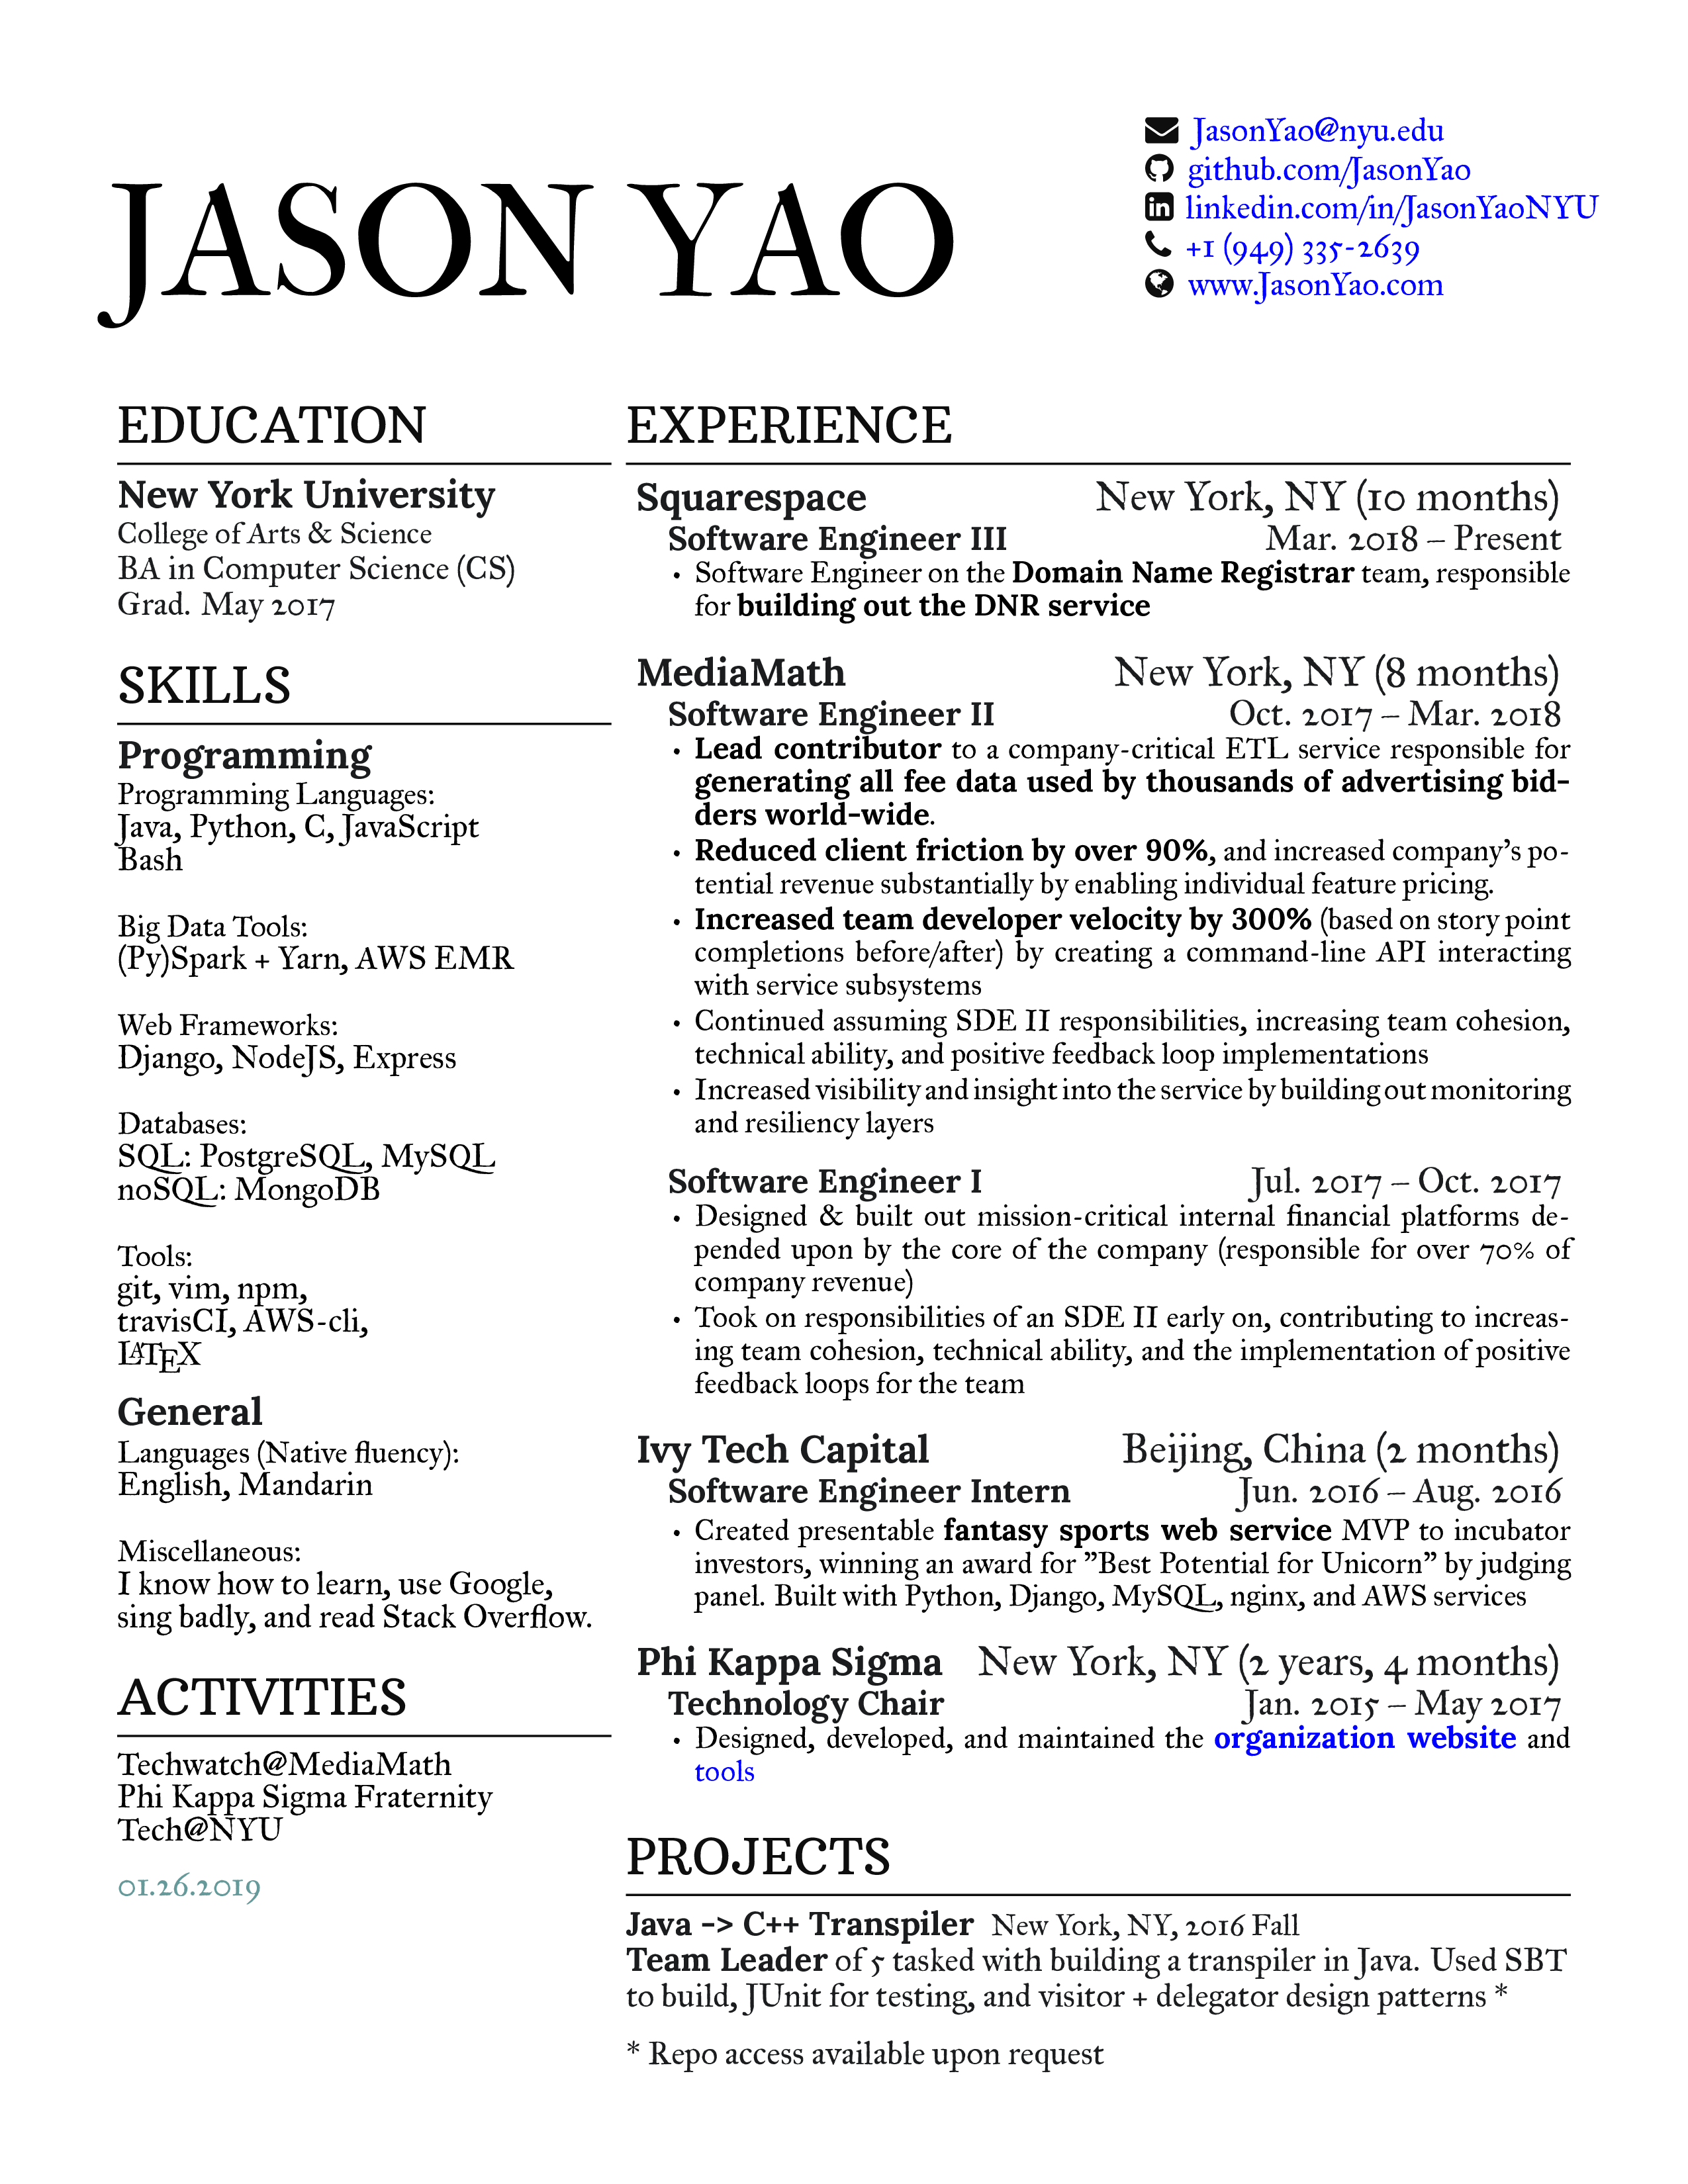 JASON YAO
JasonYao@nyu.edu
github.com/JasonYao
linkedin.com/in/JasonYaoNYU
+1 (949) 335-2639
www.JasonYao.com
EDUCATION
New York University
College of Arts & Science
BA in Computer Science (CS)
Grad. May 2017
SKILLS
Programming
Programming Languages:
Java, Python, C, JavaScript
Bash
Big Data Tools:
(Py)Spark + Yarn, AWS EMR
Web Frameworks:
Django, NodeJS, Express
Databases:
SQL: PostgreSQL, MySQL
noSQL: MongoDB
Tools:
git, vim, npm,
travisCI, AWS-cli,
LATEX
General
Languages (Native fluency):
English, Mandarin
Miscellaneous:
I know how to learn, use Google,
sing badly, and read Stack Overflow.
ACTIVITIES
Techwatch@MediaMath
Phi Kappa Sigma Fraternity
Tech@NYU
01.26.2019
EXPERIENCE
Squarespace New York, NY (10 months)
Software Engineer III Mar. 2018 – Present
• Software Engineer on the Domain Name Registrar team, responsible
for building out the DNR service
MediaMath New York, NY (8 months)
Software Engineer II Oct. 2017 – Mar. 2018
• Lead contributor to a company-critical ETL service responsible for
generating all fee data used by thousands of advertising bid-
ders world-wide.
• Reduced client friction by over 90%, and increased company's po-
tential revenue substantially by enabling individual feature pricing.
• Increased team developer velocity by 300% (based on story point
completions before/after) by creating a command-line API interacting
with service subsystems
• Continued assuming SDE II responsibilities, increasing team cohesion,
technical ability, and positive feedback loop implementations
• Increased visibility and insight into the service by building out monitoring
and resiliency layers
Software Engineer I Jul. 2017 – Oct. 2017
• Designed & built out mission-critical internal financial platforms de-
pended upon by the core of the company (responsible for over 70% of
company revenue)
• Took on responsibilities of an SDE II early on, contributing to increas-
ing team cohesion, technical ability, and the implementation of positive
feedback loops for the team
Ivy Tech Capital Beijing, China (2 months)
Software Engineer Intern Jun. 2016 – Aug. 2016
• Created presentable fantasy sports web service MVP to incubator
investors, winning an award for ”Best Potential for Unicorn” by judging
panel. Built with Python, Django, MySQL, nginx, and AWS services
Phi Kappa Sigma New York, NY (2 years, 4 months)
Technology Chair Jan. 2015 – May 2017
• Designed, developed, and maintained the organization website and
tools
PROJECTS
Java -> C++ Transpiler New York, NY, 2016 Fall
Team Leader of 5 tasked with building a transpiler in Java. Used SBT
to build, JUnit for testing, and visitor + delegator design patterns *
* Repo access available upon request